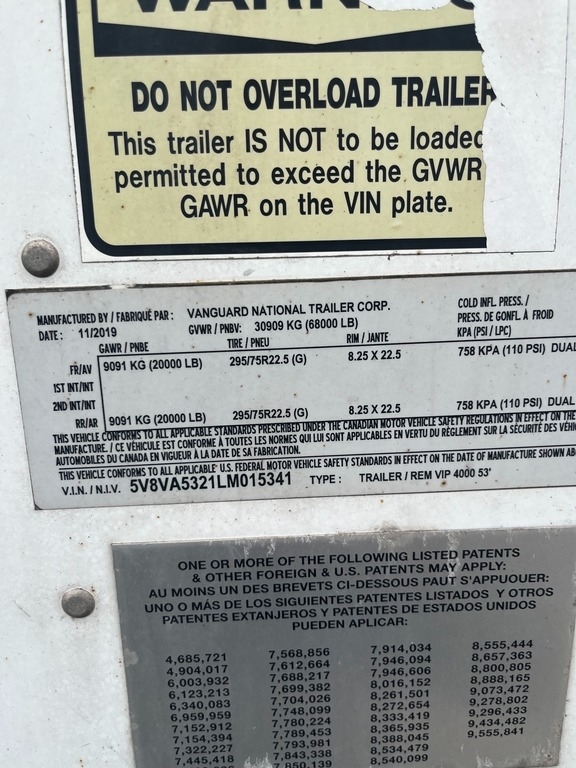 DO NOT OVERLOAD TRAILER
This trailer IS NOT to be loaded
permitted to exceed the GVWR
GAWR on the VIN plate.
MANUFACTURED BY / FABRIQUÉ PAR : VANGUARD NATIONAL TRAILER CORP.
DATE : 11/2019 GVWR / PNBV: 30909 KG (68000 LB)
COLD INFL. PRESS. /
PRESS. DE GONFL À FROID
KPA (PSI / LPC)
GAWR / PNBE TIRE / PNEU RIM / JANTE
FR/AV 9091 KG (20000 LB) 295/75R22.5 (G) 8.25 X 22.5 758 KPA (110 PSI) DUAL
1ST INT/INT
2ND INT/INT
RR/AR 9091 KG (20000 LB) 295/75R22.5 (G) 8.25 X 22.5 758 KPA (110 PSI) DUAL
THIS VEHICLE CONFORMS TO ALL APPLICABLE STANDARDS PRESCRIBED UNDER THE CANADIAN MOTOR VEHICLE SAFETY REGULATIONS IN EFFECT ON THE
MANUFACTURE. / CE VÉHICULE EST CONFORME À TOUTES LES NORMES QUI LUI SONT APPLICABLES EN VERTU DU RÈGLEMENT SUR LA SÉCURITÉ DES
AUTOMOBILES DU CANADA EN VIGUEUR À LA DATE DE SA FABRICATION.
THIS VEHICLE CONFORMS TO ALL APPLICABLE U.S. FEDERAL MOTOR VEHICLE SAFETY STANDARDS IN EFFECT ON THE DATE OF MANUFACTURE SHOWN
V.I.N. / N.I.V. 5V8VA5321LM015341 TYPE : TRAILER / REM VIP 4000 53'
ONE OR MORE OF THE FOLLOWING LISTED PATENTS
& OTHER FOREIGN & U.S. PATENTS MAY APPLY:
AU MOINS UN DES BREVETS CI-DESSOUS PAUT S'APPUOUER:
UNO O MÁS DE LOS SIGUIENTES PATENTES LISTADOS Y OTROS
PATENTES EXTANJEROS Y PATENTES DE ESTADOS UNIDOS
PUEDEN APLICAR:
4,685,721 7,568,856 7,914,034 8,555,444
4,904,017 7,612,664 7,946,094 8,657,363
6,003,932 7,688,217 7,946,606 8,800,805
6,123,213 7,699,382 8,016,152 8,888,165
6,340,083 7,704,026 8,261,501 9,073,472
6,959,959 7,748,099 8,272,654 9,278,802
7,152,912 7,780,224 8,333,419 9,296,433
7,154,394 7,789,453 8,365,935 9,434,482
7,322,227 7,793,981 8,388,045 9,555,841
7,445,418 7,843,338 8,534,479
7,850,139 8,540,099